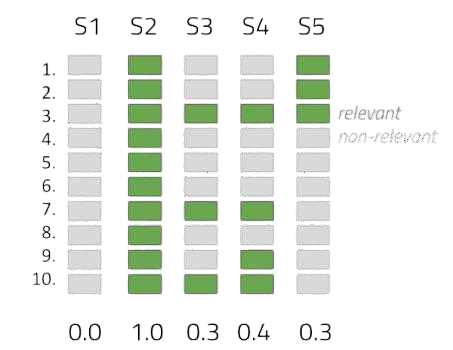 S1 S2 S3 S4 S5
1.
2.
3. relevant
4. non-relevant
5.
6.
7.
8.
9.
10.
0.0 1.0 0.3 0.4 0.3